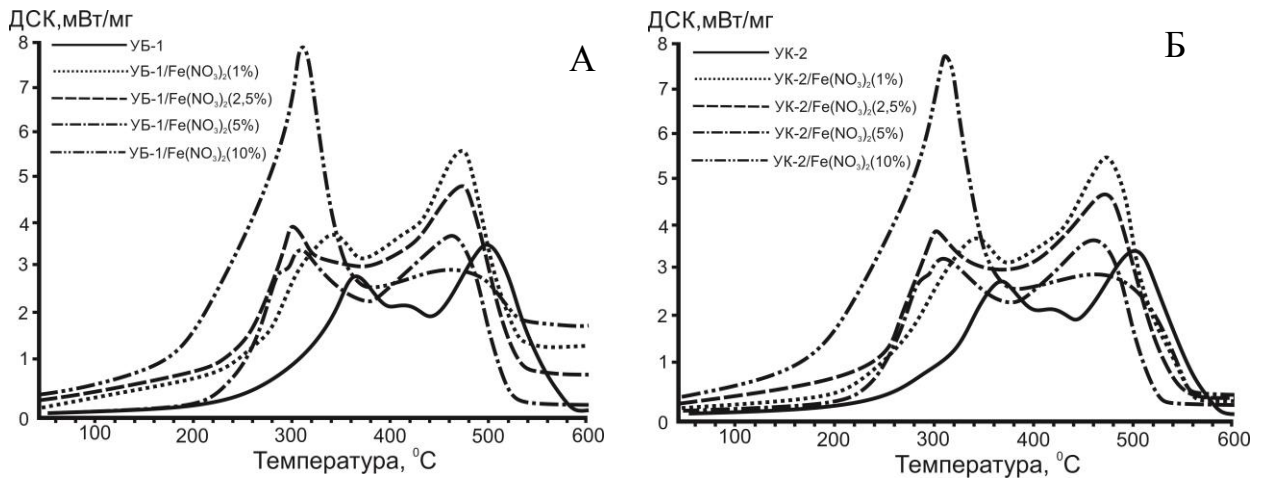 ДСК,мВт/мг
А
8
7
6
5
4
3
2
1
0
УБ-1
УБ-1/Fe(NO₃)₂(1%)
УБ-1/Fe(NO₃)₂(2,5%)
УБ-1/Fe(NO₃)₂(5%)
УБ-1/Fe(NO₃)₂(10%)
100 200 300 400 500 600
Температура, ⁰С
ДСК,мВт/мг
Б
8
7
6
5
4
3
2
1
0
УК-2
УК-2/Fe(NO₃)₂(1%)
УК-2/Fe(NO₃)₂(2,5%)
УК-2/Fe(NO₃)₂(5%)
УК-2/Fe(NO₃)₂(10%)
100 200 300 400 500 600
Температура, ⁰С